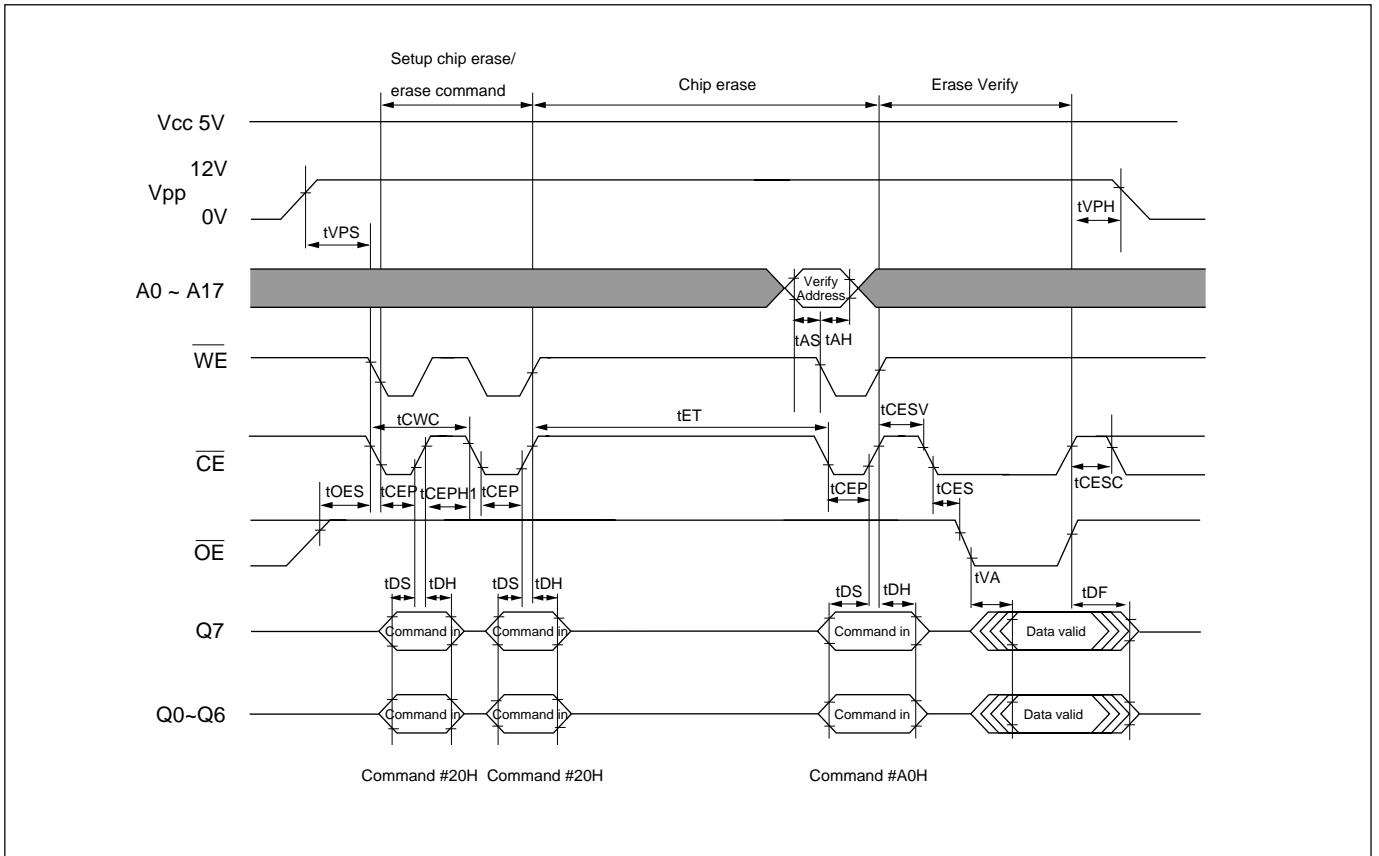 Setup chip erase/
erase command
Chip erase
Erase Verify
Vcc 5V
12V
Vpp
0V
tVPS
tVPH
A0 ~ A17
Verify
Address
tAS
tAH
WE
tCWC
tET
tCESV
CE
tOES
tCEP
tCEPH1
tCEP
tCEP
tCES
tCESC
OE
tVA
tDS
tDH
tDS
tDH
tDS
tDH
tDF
Q7
Command in
Command in
Command in
Data valid
Q0~Q6
Command in
Command in
Command in
Data valid
Command #20H
Command #20H
Command #A0H